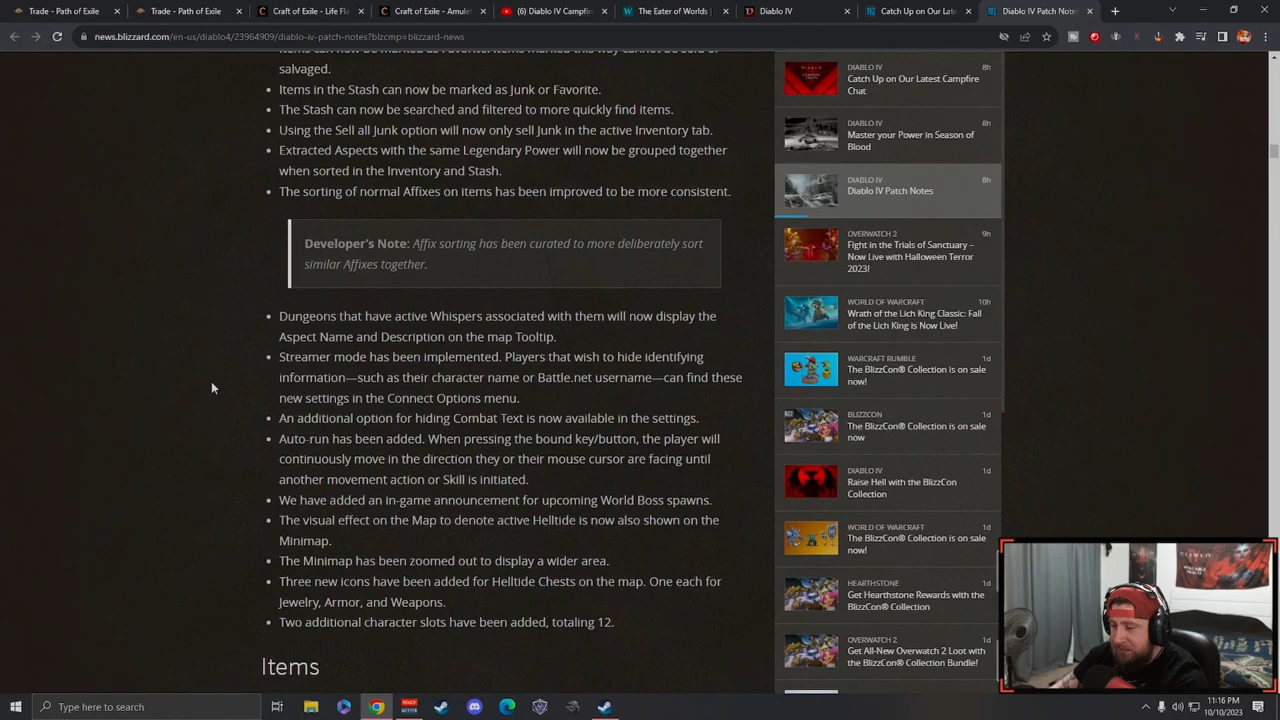 Trade - Path of Exile
Trade - Path of Exile
Craft of Exile - Life Fla
Craft of Exile - Amulet
(6) Diablo IV Campfire
The Eater of Worlds |
Diablo IV
Catch Up on Our Late
Diablo IV Patch Notes
news.blizzard.com/en-us/diablo4/23964909/diablo-iv-patch-notes?blzcmp=blizzard-news
Items can now be marked as Favorite. Items marked this way cannot be sold or
salvaged.
Items in the Stash can now be marked as Junk or Favorite.
The Stash can now be searched and filtered to more quickly find items.
Using the Sell all Junk option will now only sell Junk in the active Inventory tab.
Extracted Aspects with the same Legendary Power will now be grouped together
when sorted in the Inventory and Stash.
The sorting of normal Affixes on items has been improved to be more consistent.
Developer's Note: Affix sorting has been curated to more deliberately sort
similar Affixes together.
Dungeons that have active Whispers associated with them will now display the
Aspect Name and Description on the map Tooltip.
Streamer mode has been implemented. Players that wish to hide identifying
information—such as their character name or Battle.net username—can find these
new settings in the Connect Options menu.
An additional option for hiding Combat Text is now available in the settings.
Auto-run has been added. When pressing the bound key/button, the player will
continuously move in the direction they or their mouse cursor are facing until
another movement action or Skill is initiated.
We have added an in-game announcement for upcoming World Boss spawns.
The visual effect on the Map to denote active Helltide is now also shown on the
Minimap.
The Minimap has been zoomed out to display a wider area.
Three new icons have been added for Helltide Chests on the map. One each for
Jewelry, Armor, and Weapons.
Two additional character slots have been added, totaling 12.
Items
DIABLO IV 8h
Catch Up on Our Latest Campfire
Chat
DIABLO IV 8h
Master your Power in Season of
Blood
DIABLO IV 8h
Diablo IV Patch Notes
OVERWATCH 2 9h
Fight in the Trials of Sanctuary –
Now Live with Halloween Terror
2023!
WORLD OF WARCRAFT 10h
Wrath of the Lich King Classic: Fall
of the Lich King is Now Live!
WARCRAFT RUMBLE 1d
The BlizzCon® Collection is on sale
now!
BLIZZCON 1d
The BlizzCon® Collection is on sale
now
DIABLO IV 1d
Raise Hell with the BlizzCon
Collection
WORLD OF WARCRAFT 1d
The BlizzCon® Collection is on sale
now!
HEARTHSTONE 1d
Get Hearthstone Rewards with the
BlizzCon® Collection
OVERWATCH 2 1d
Get All-New Overwatch 2 Loot with
the BlizzCon® Collection Bundle!
Type here to search
11:16 PM
10/10/2023